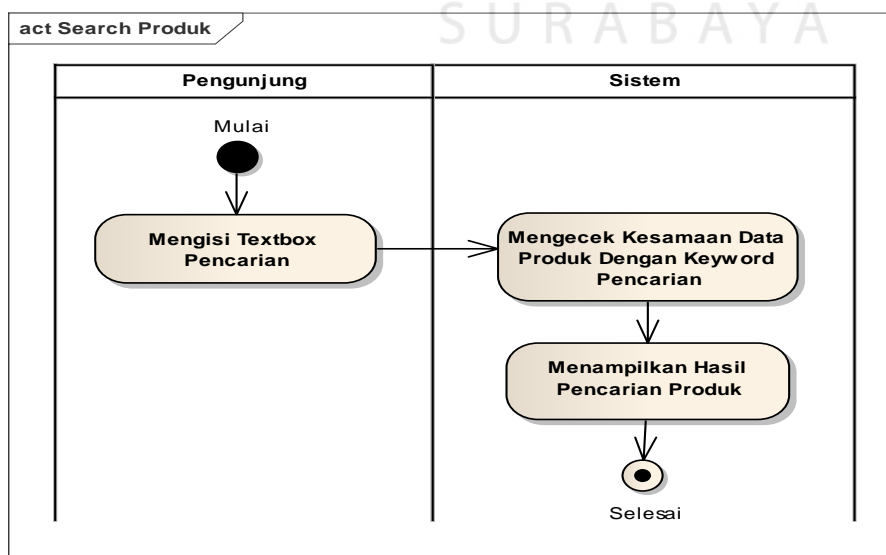 SURABAYA
act Search Produk
Pengunjung
Sistem
Mulai
Mengisi Textbox
Pencarian
Mengecek Kesamaan Data
Produk Dengan Keyword
Pencarian
Menampilkan Hasil
Pencarian Produk
Selesai